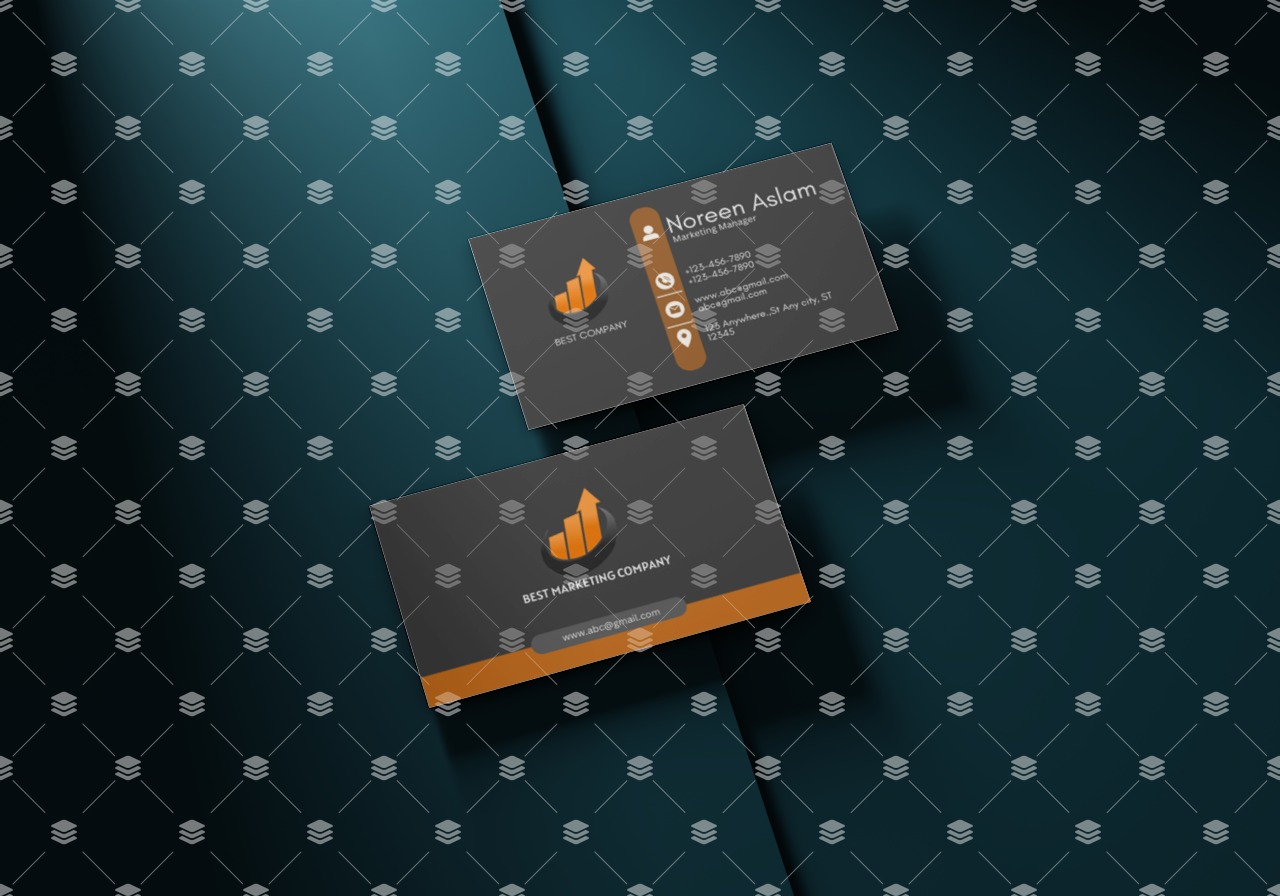 Noreen Aslam
Marketing Manager
+123-456-7890
+123-456-7890
www.abc@gmail.com
abc@gmail.com
123 Anywhere.,St Any city, ST
12345
BEST COMPANY
BEST MARKETING COMPANY
www.abc@gmail.com